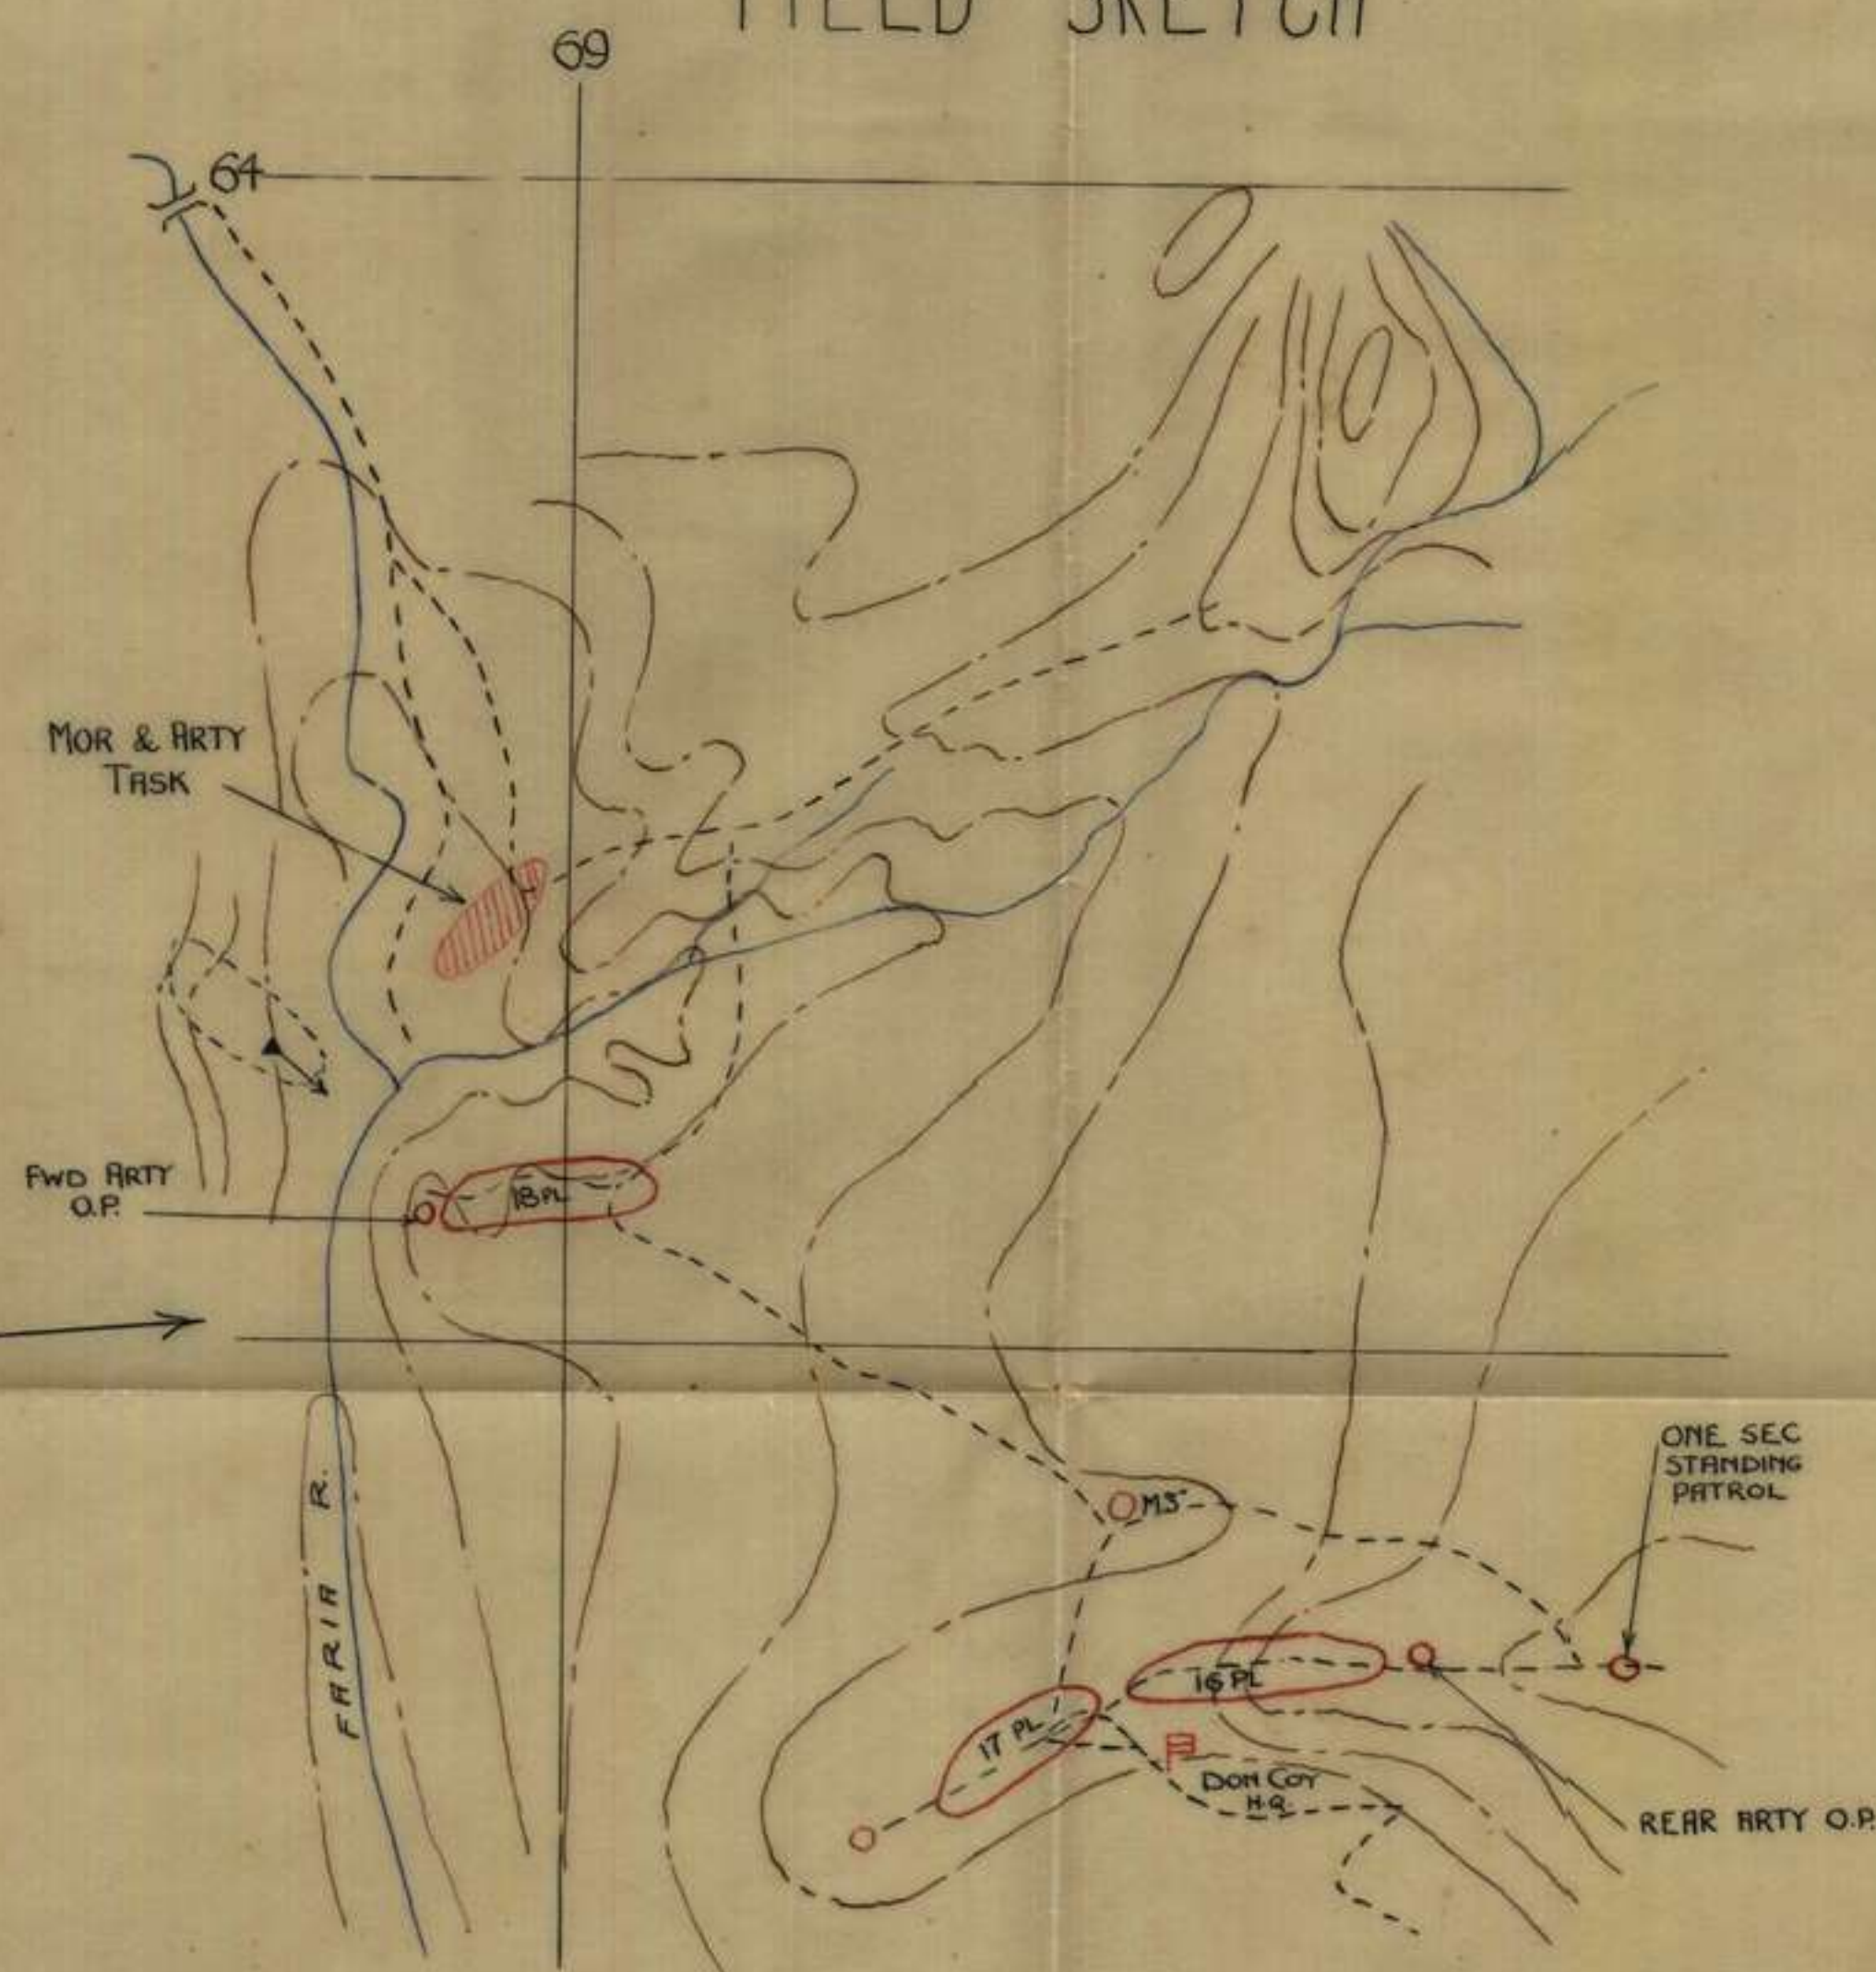 FIELD SKETCH
69
64
MOR & ARTY
TASK
FWD ARTY
O.P.
18 PL
FARIA R.
M5
ONE SEC
STANDING
PATROL
16 PL
17 PL
DON COY
H.Q.
REAR ARTY O.P.